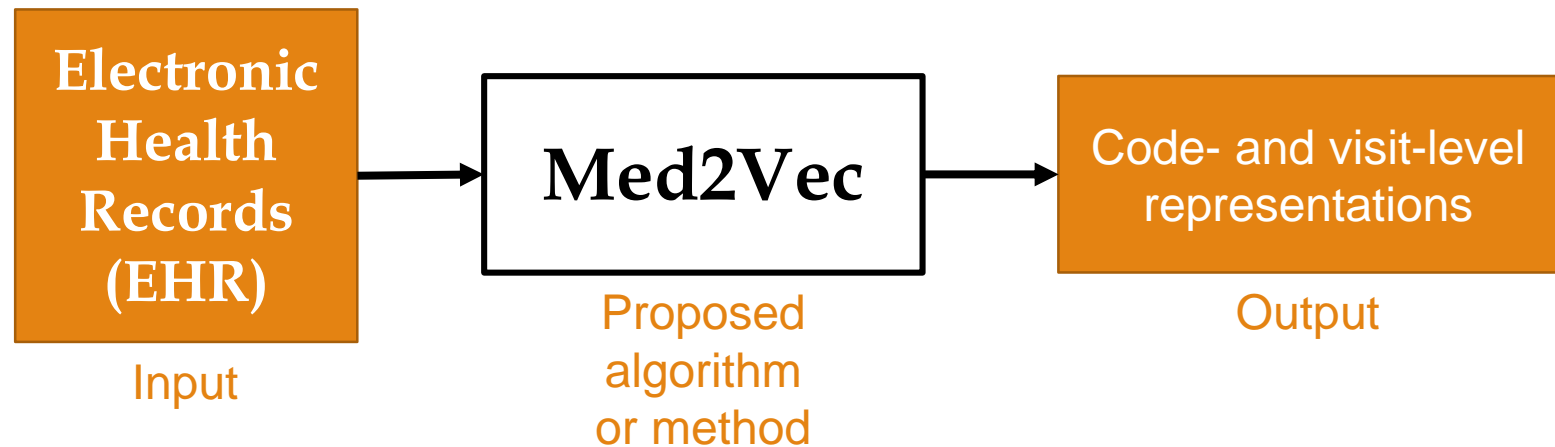 Electronic
Health
Records
(EHR)
Input
Med2Vec
Proposed
algorithm
or method
Code- and visit-level
representations
Output